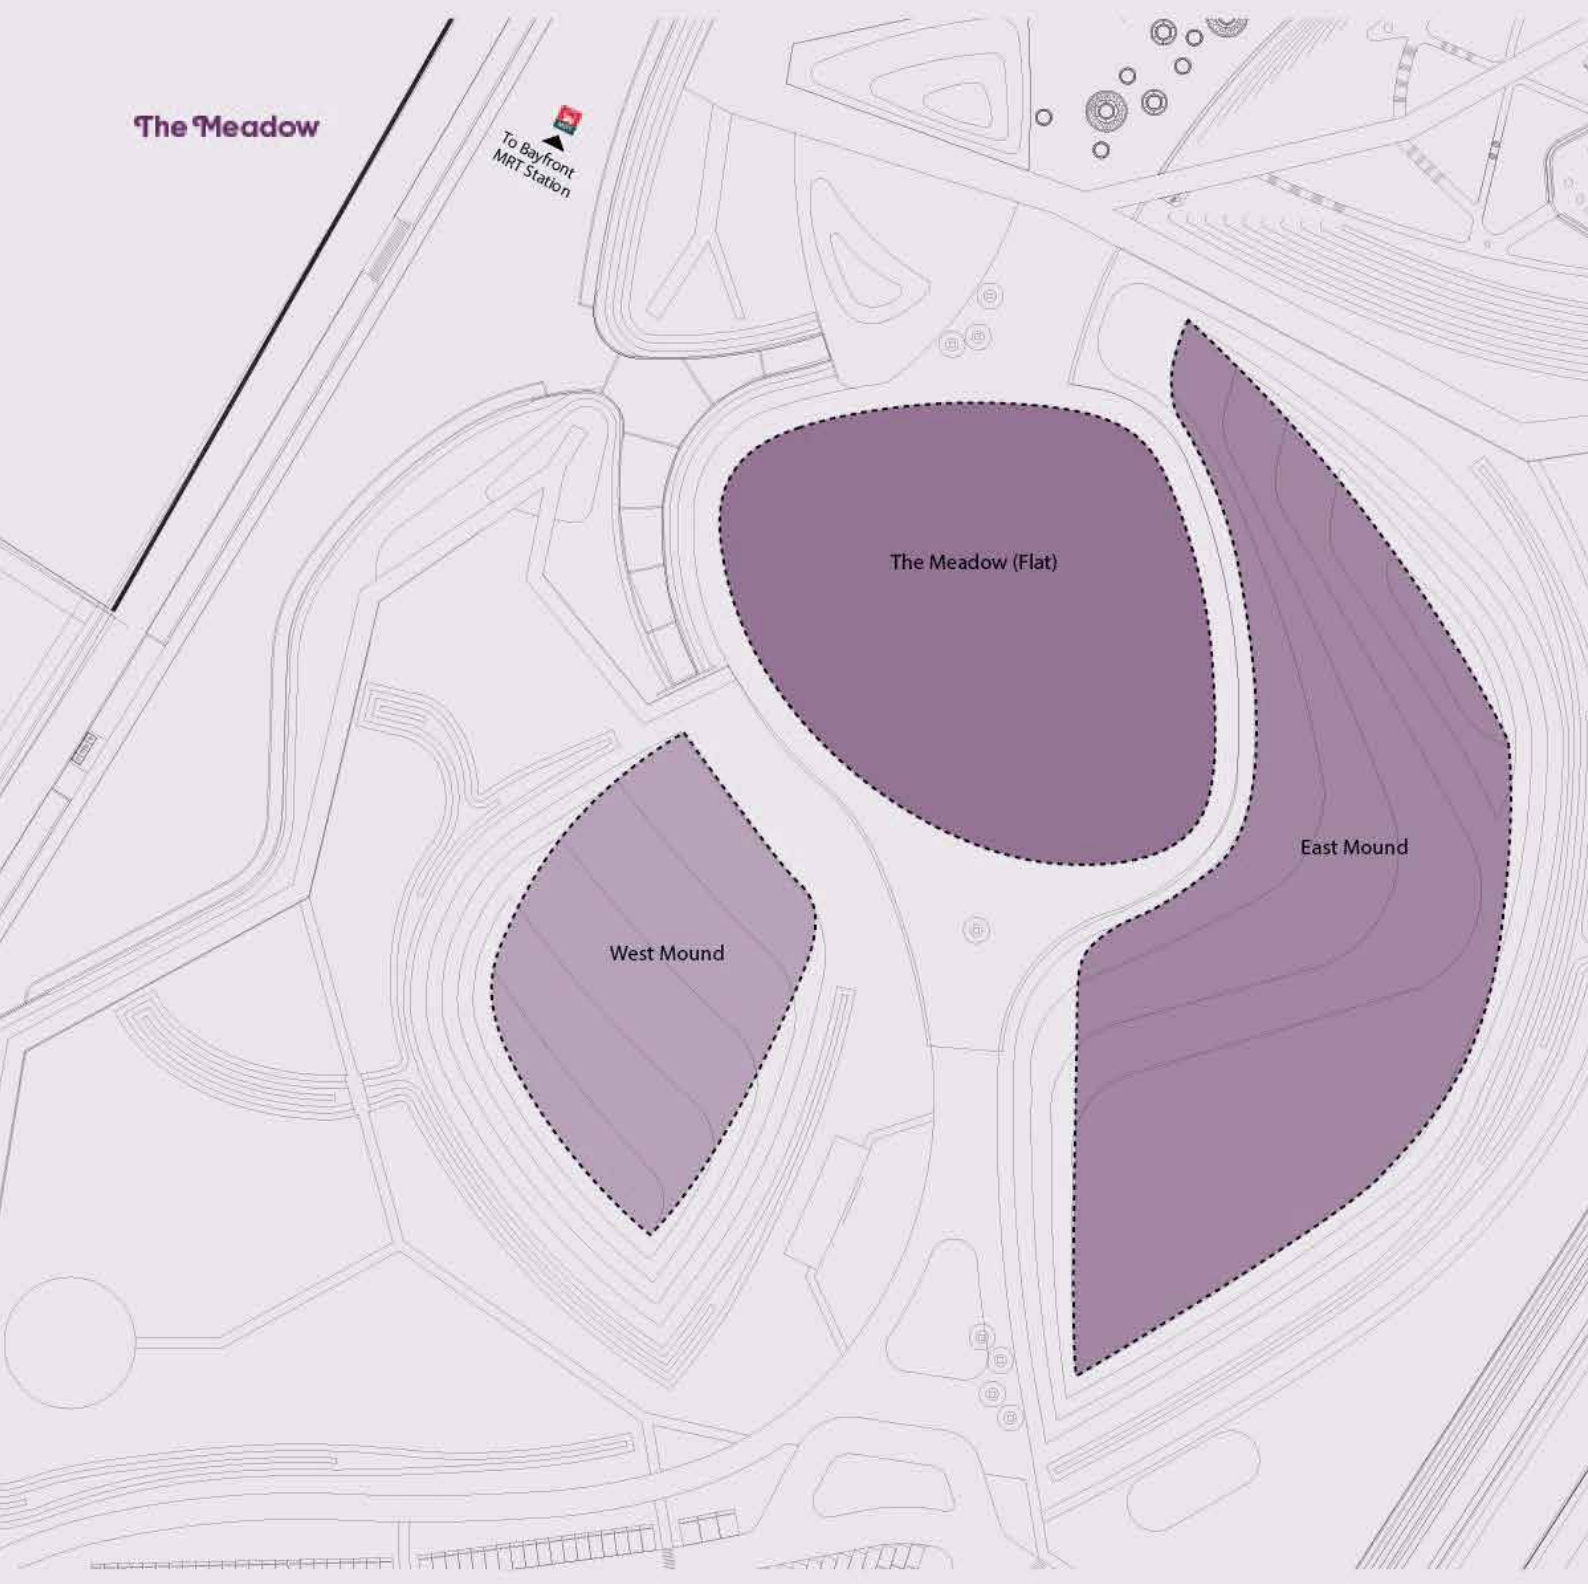 The Meadow
To Bayfront
MRT Station
The Meadow (Flat)
East Mound
West Mound